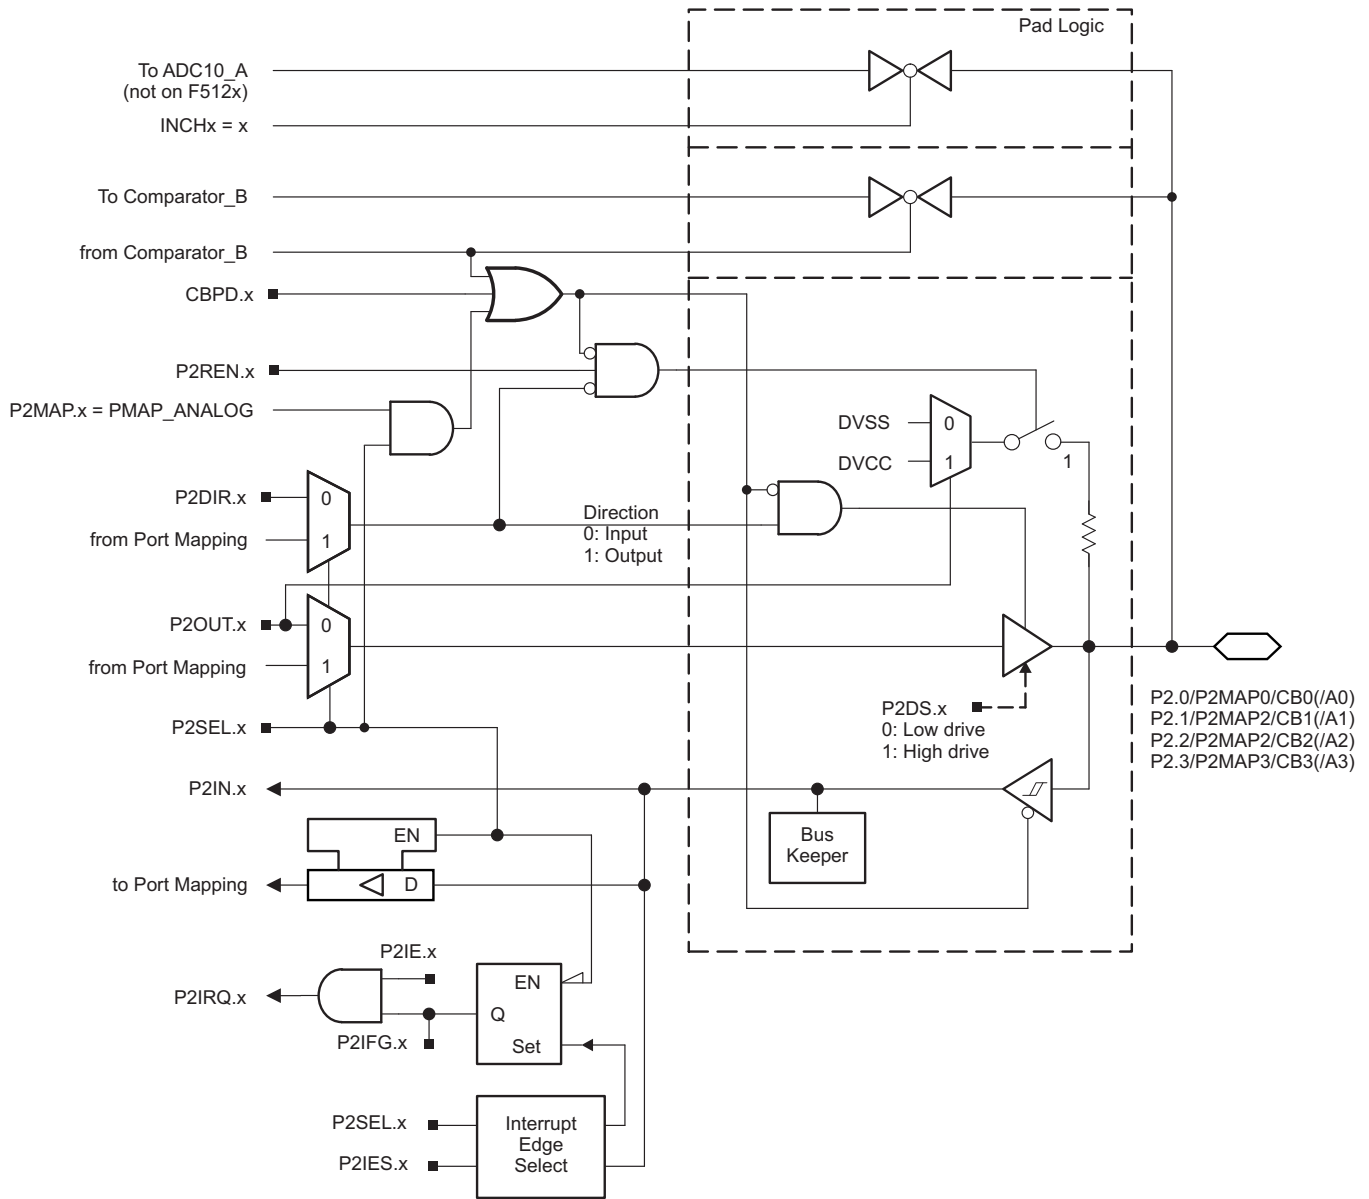 Pad Logic
To ADC10_A
(not on F512x)
INCHx = x
To Comparator_B
from Comparator_B
CBPD.x
P2REN.x
P2MAP.x = PMAP_ANALOG
DVSS
0
DVCC
1
1
P2DIR.x
0
from Port Mapping
1
Direction
0: Input
1: Output
P2OUT.x
0
from Port Mapping
1
P2SEL.x
P2DS.x
0: Low drive
1: High drive
P2.0/P2MAP0/CB0(/A0)
P2.1/P2MAP2/CB1(/A1)
P2.2/P2MAP2/CB2(/A2)
P2.3/P2MAP3/CB3(/A3)
P2IN.x
Bus
Keeper
EN
to Port Mapping
D
P2IE.x
P2IRQ.x
P2IFG.x
EN
Q
Set
P2SEL.x
P2IES.x
Interrupt
Edge
Select